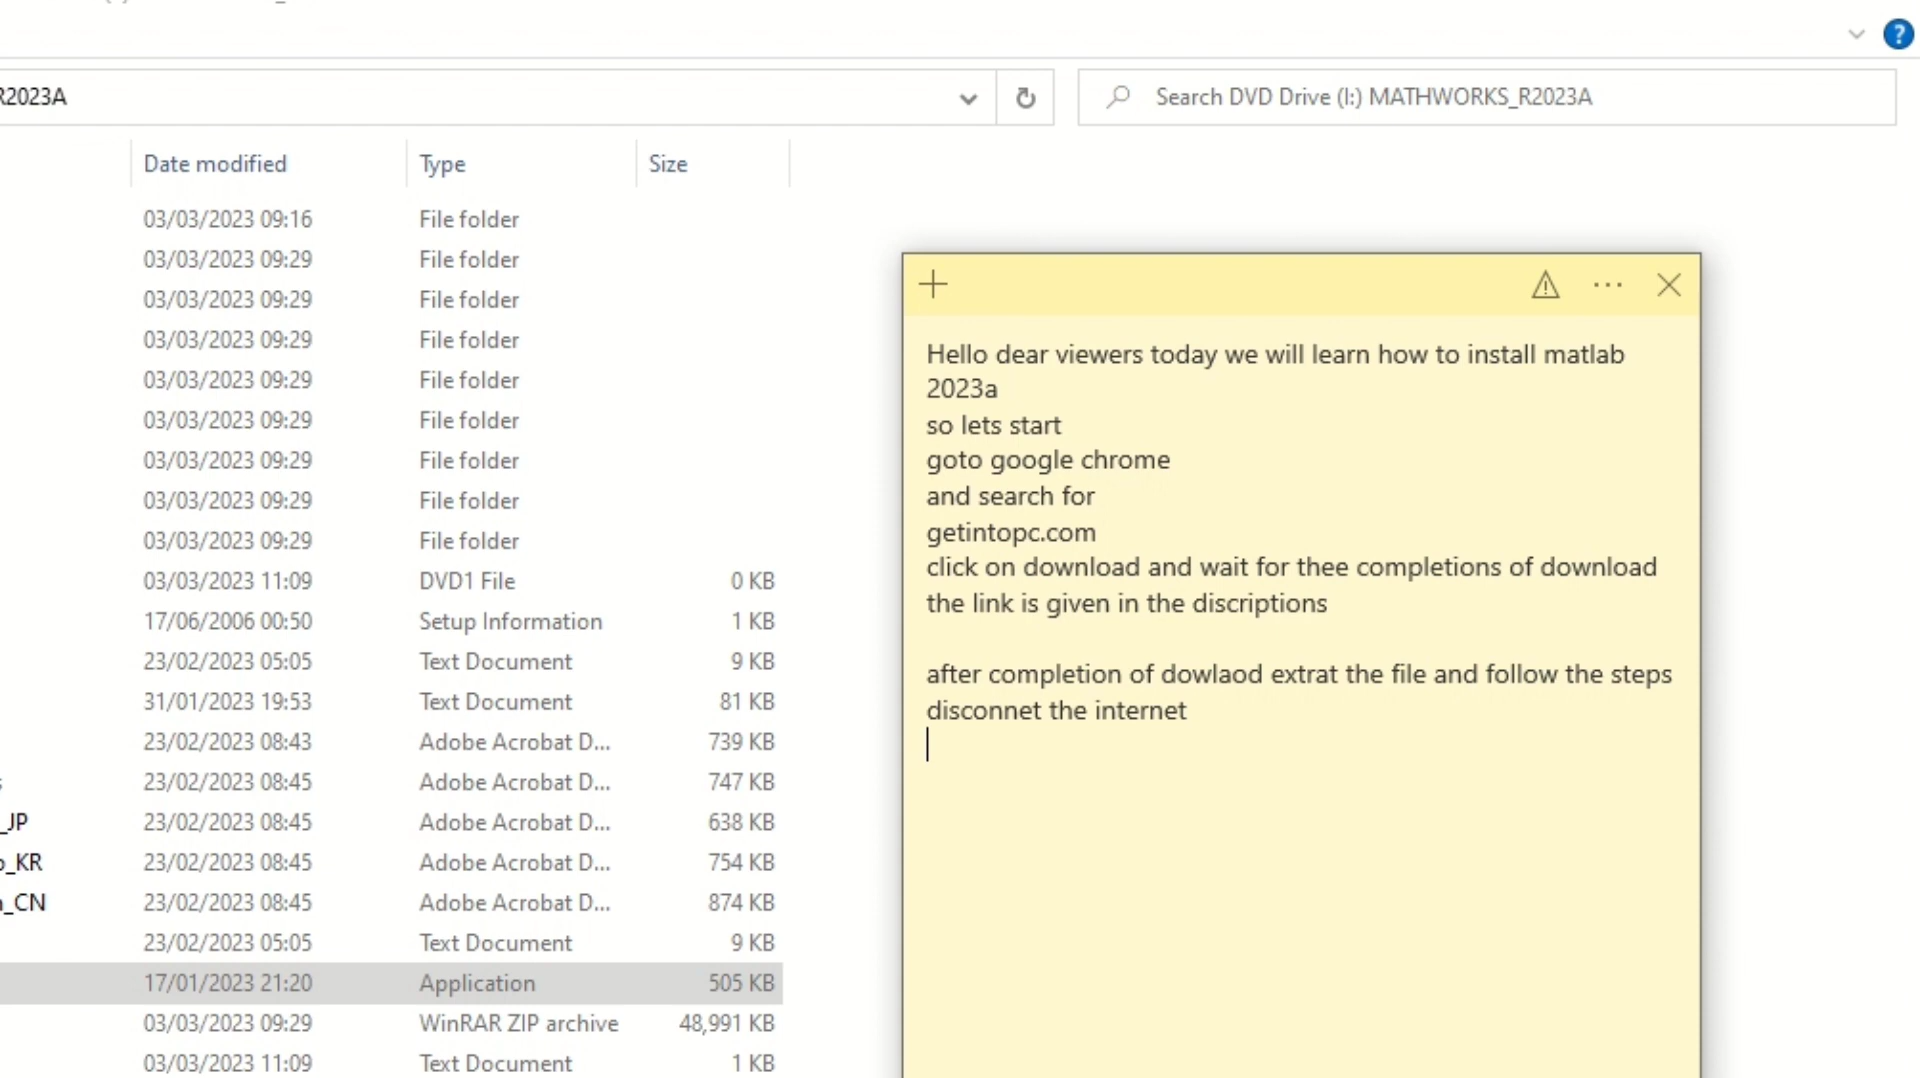 R2023A
Search DVD Drive (I:) MATHWORKS_R2023A
Date modified Type Size
03/03/2023 09:16 File folder
03/03/2023 09:29 File folder
03/03/2023 09:29 File folder
03/03/2023 09:29 File folder
03/03/2023 09:29 File folder
03/03/2023 09:29 File folder
03/03/2023 09:29 File folder
03/03/2023 09:29 File folder
03/03/2023 09:29 File folder
03/03/2023 11:09 DVD1 File 0 KB
17/06/2006 00:50 Setup Information 1 KB
23/02/2023 05:05 Text Document 9 KB
31/01/2023 19:53 Text Document 81 KB
23/02/2023 08:43 Adobe Acrobat D... 739 KB
23/02/2023 08:45 Adobe Acrobat D... 747 KB
_JP 23/02/2023 08:45 Adobe Acrobat D... 638 KB
_KR 23/02/2023 08:45 Adobe Acrobat D... 754 KB
_CN 23/02/2023 08:45 Adobe Acrobat D... 874 KB
23/02/2023 05:05 Text Document 9 KB
17/01/2023 21:20 Application 505 KB
03/03/2023 09:29 WinRAR ZIP archive 48,991 KB
03/03/2023 11:09 Text Document 1 KB
Hello dear viewers today we will learn how to install matlab
2023a
so lets start
goto google chrome
and search for
getintopc.com
click on download and wait for thee completions of download
the link is given in the discriptions
after completion of dowlaod extrat the file and follow the steps
disconnet the internet